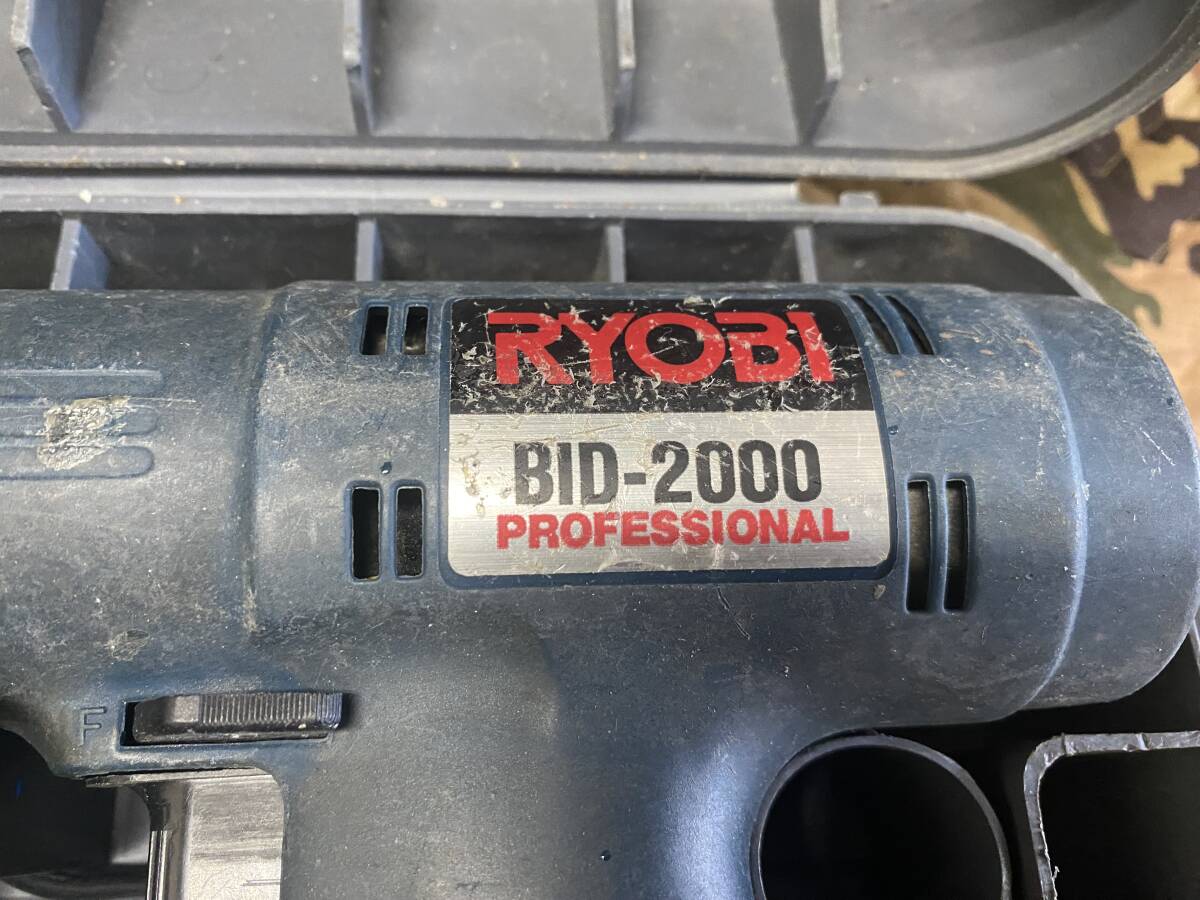 RYOBI
BID-2000
PROFESSIONAL
F